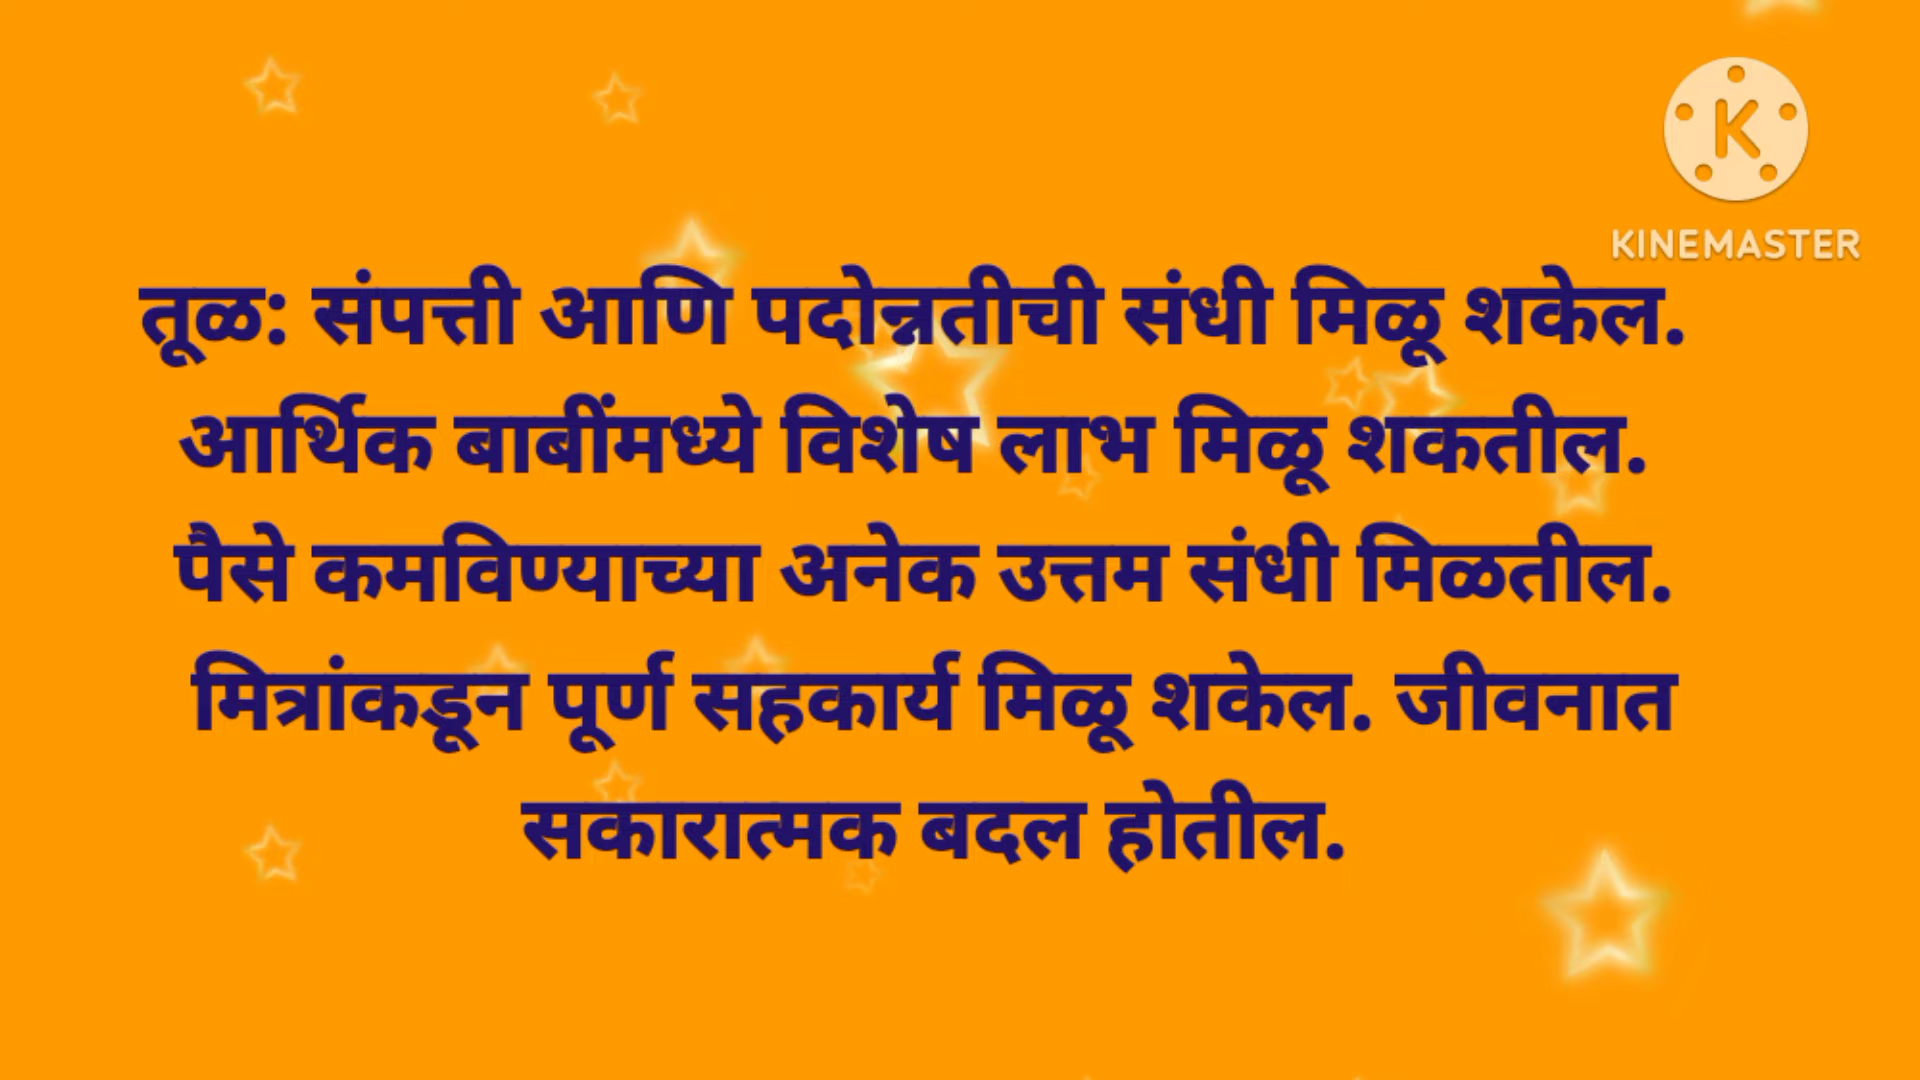 KINEMASTER
तूळ: संपत्ती आणि पदोन्नतीची संधी मिळू शकेल.
आर्थिक बाबींमध्ये विशेष लाभ मिळू शकतील.
पैसे कमविण्याच्या अनेक उत्तम संधी मिळतील.
मित्रांकडून पूर्ण सहकार्य मिळू शकेल. जीवनात
सकारात्मक बदल होतील.